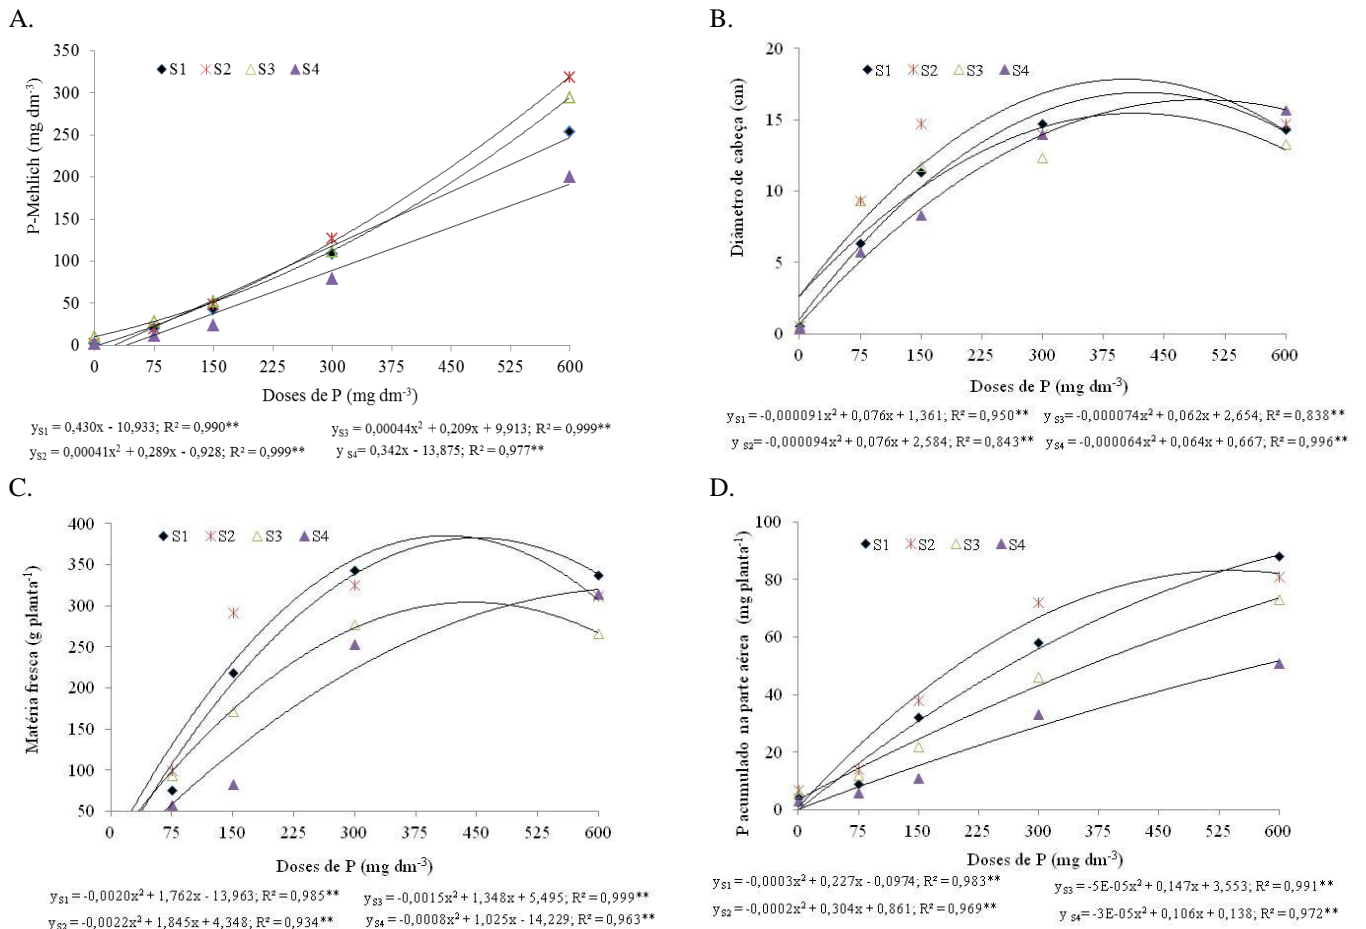 A.
P-Mehlich (mg dm⁻³)
350
300
250
200
150
100
50
0
S1 S2 S3 S4
0 75 150 225 300 375 450 525 600
Doses de P (mg dm⁻³)
yS1 = 0,430x - 10,933; R² = 0,990**
yS3 = 0,00044x² + 0,209x + 9,913; R² = 0,999**
yS2 = 0,00041x² + 0,289x - 0,928; R² = 0,999**
y S4 = 0,342x - 13,875; R² = 0,977**
B.
Diâmetro de cabeça (cm)
20
15
10
5
0
S1 S2 S3 S4
0 75 150 225 300 375 450 525 600
Doses de P (mg dm⁻³)
yS1 = -0,000091x² + 0,076x + 1,361; R² = 0,950**
yS3= -0,000074x² + 0,062x + 2,654; R² = 0,838**
y S2= -0,000094x² + 0,076x + 2,584; R² = 0,843**
yS4= -0,000064x² + 0,064x + 0,667; R² = 0,996**
C.
Matéria fresca (g planta⁻¹)
400
350
300
250
200
150
100
50
S1 S2 S3 S4
0 75 150 225 300 375 450 525 600
Doses de P (mg dm⁻³)
yS1 = -0,0020x² + 1,762x - 13,963; R² = 0,985**
yS3 = -0,0015x² + 1,348x + 5,495; R² = 0,999**
yS2 = -0,0022x² + 1,845x + 4,348; R² = 0,934**
yS4= -0,0008x² + 1,025x - 14,229; R² = 0,963**
D.
P acumulado na parte aérea (mg planta⁻¹)
100
80
60
40
20
0
S1 S2 S3 S4
0 75 150 225 300 375 450 525 600
Doses de P (mg dm⁻³)
yS1 = -0,0003x² + 0,227x - 0,0974; R² = 0,983**
yS3 = -5E-05x² + 0,147x + 3,553; R² = 0,991**
yS2 = -0,0002x² + 0,304x + 0,861; R² = 0,969**
y S4= -3E-05x² + 0,106x + 0,138; R² = 0,972**